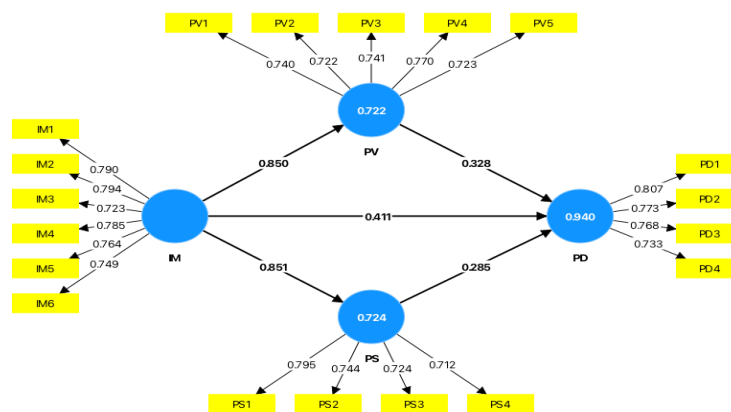 PV1 PV2 PV3 PV4 PV5
0.740 0.722 0.741 0.770 0.723
0.722
PV
IM1
IM2
IM3
IM4
IM5
IM6
0.790
0.794
0.723
0.785
0.764
0.749
IM
0.850
0.328
0.411
0.851
0.285
0.940
PD
0.807
0.773
0.768
0.733
PD1
PD2
PD3
PD4
0.724
PS
0.795 0.744 0.724 0.712
PS1 PS2 PS3 PS4